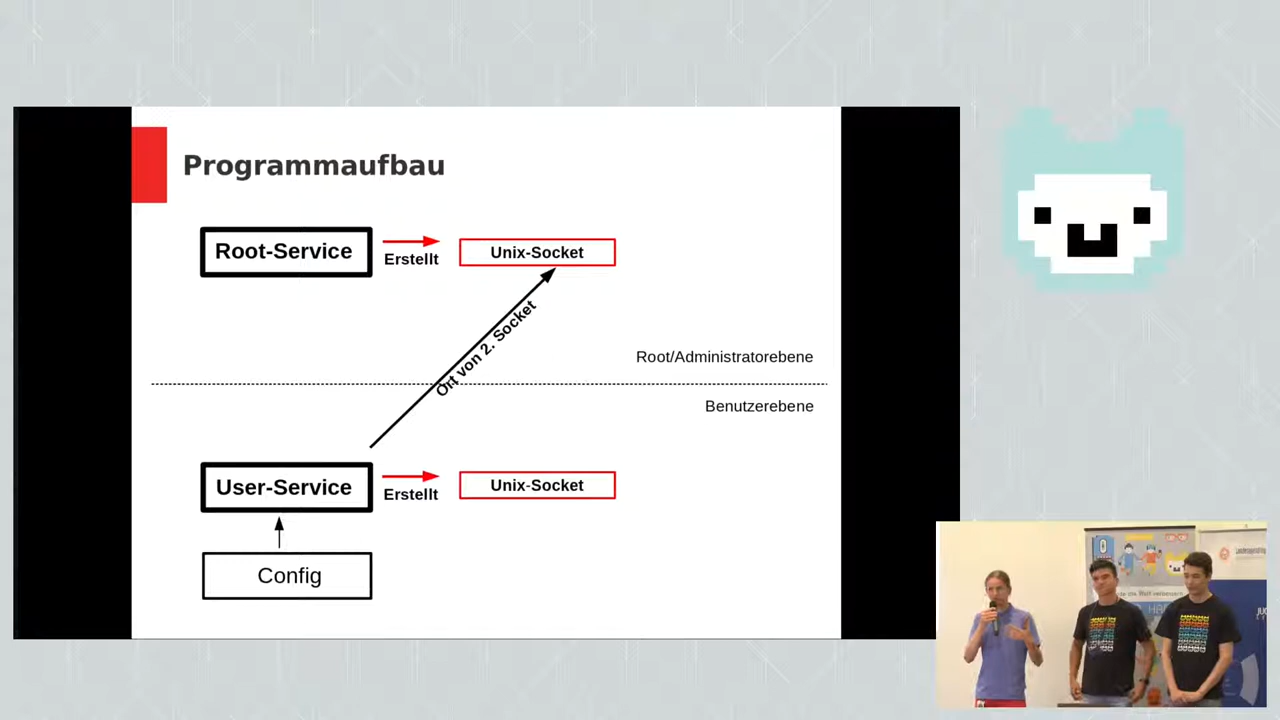 Programmaufbau
Root-Service
Erstellt
Unix-Socket
Ort von 2. Socket
Root/Administratorebene
Benutzerebene
User-Service
Erstellt
Unix-Socket
Config